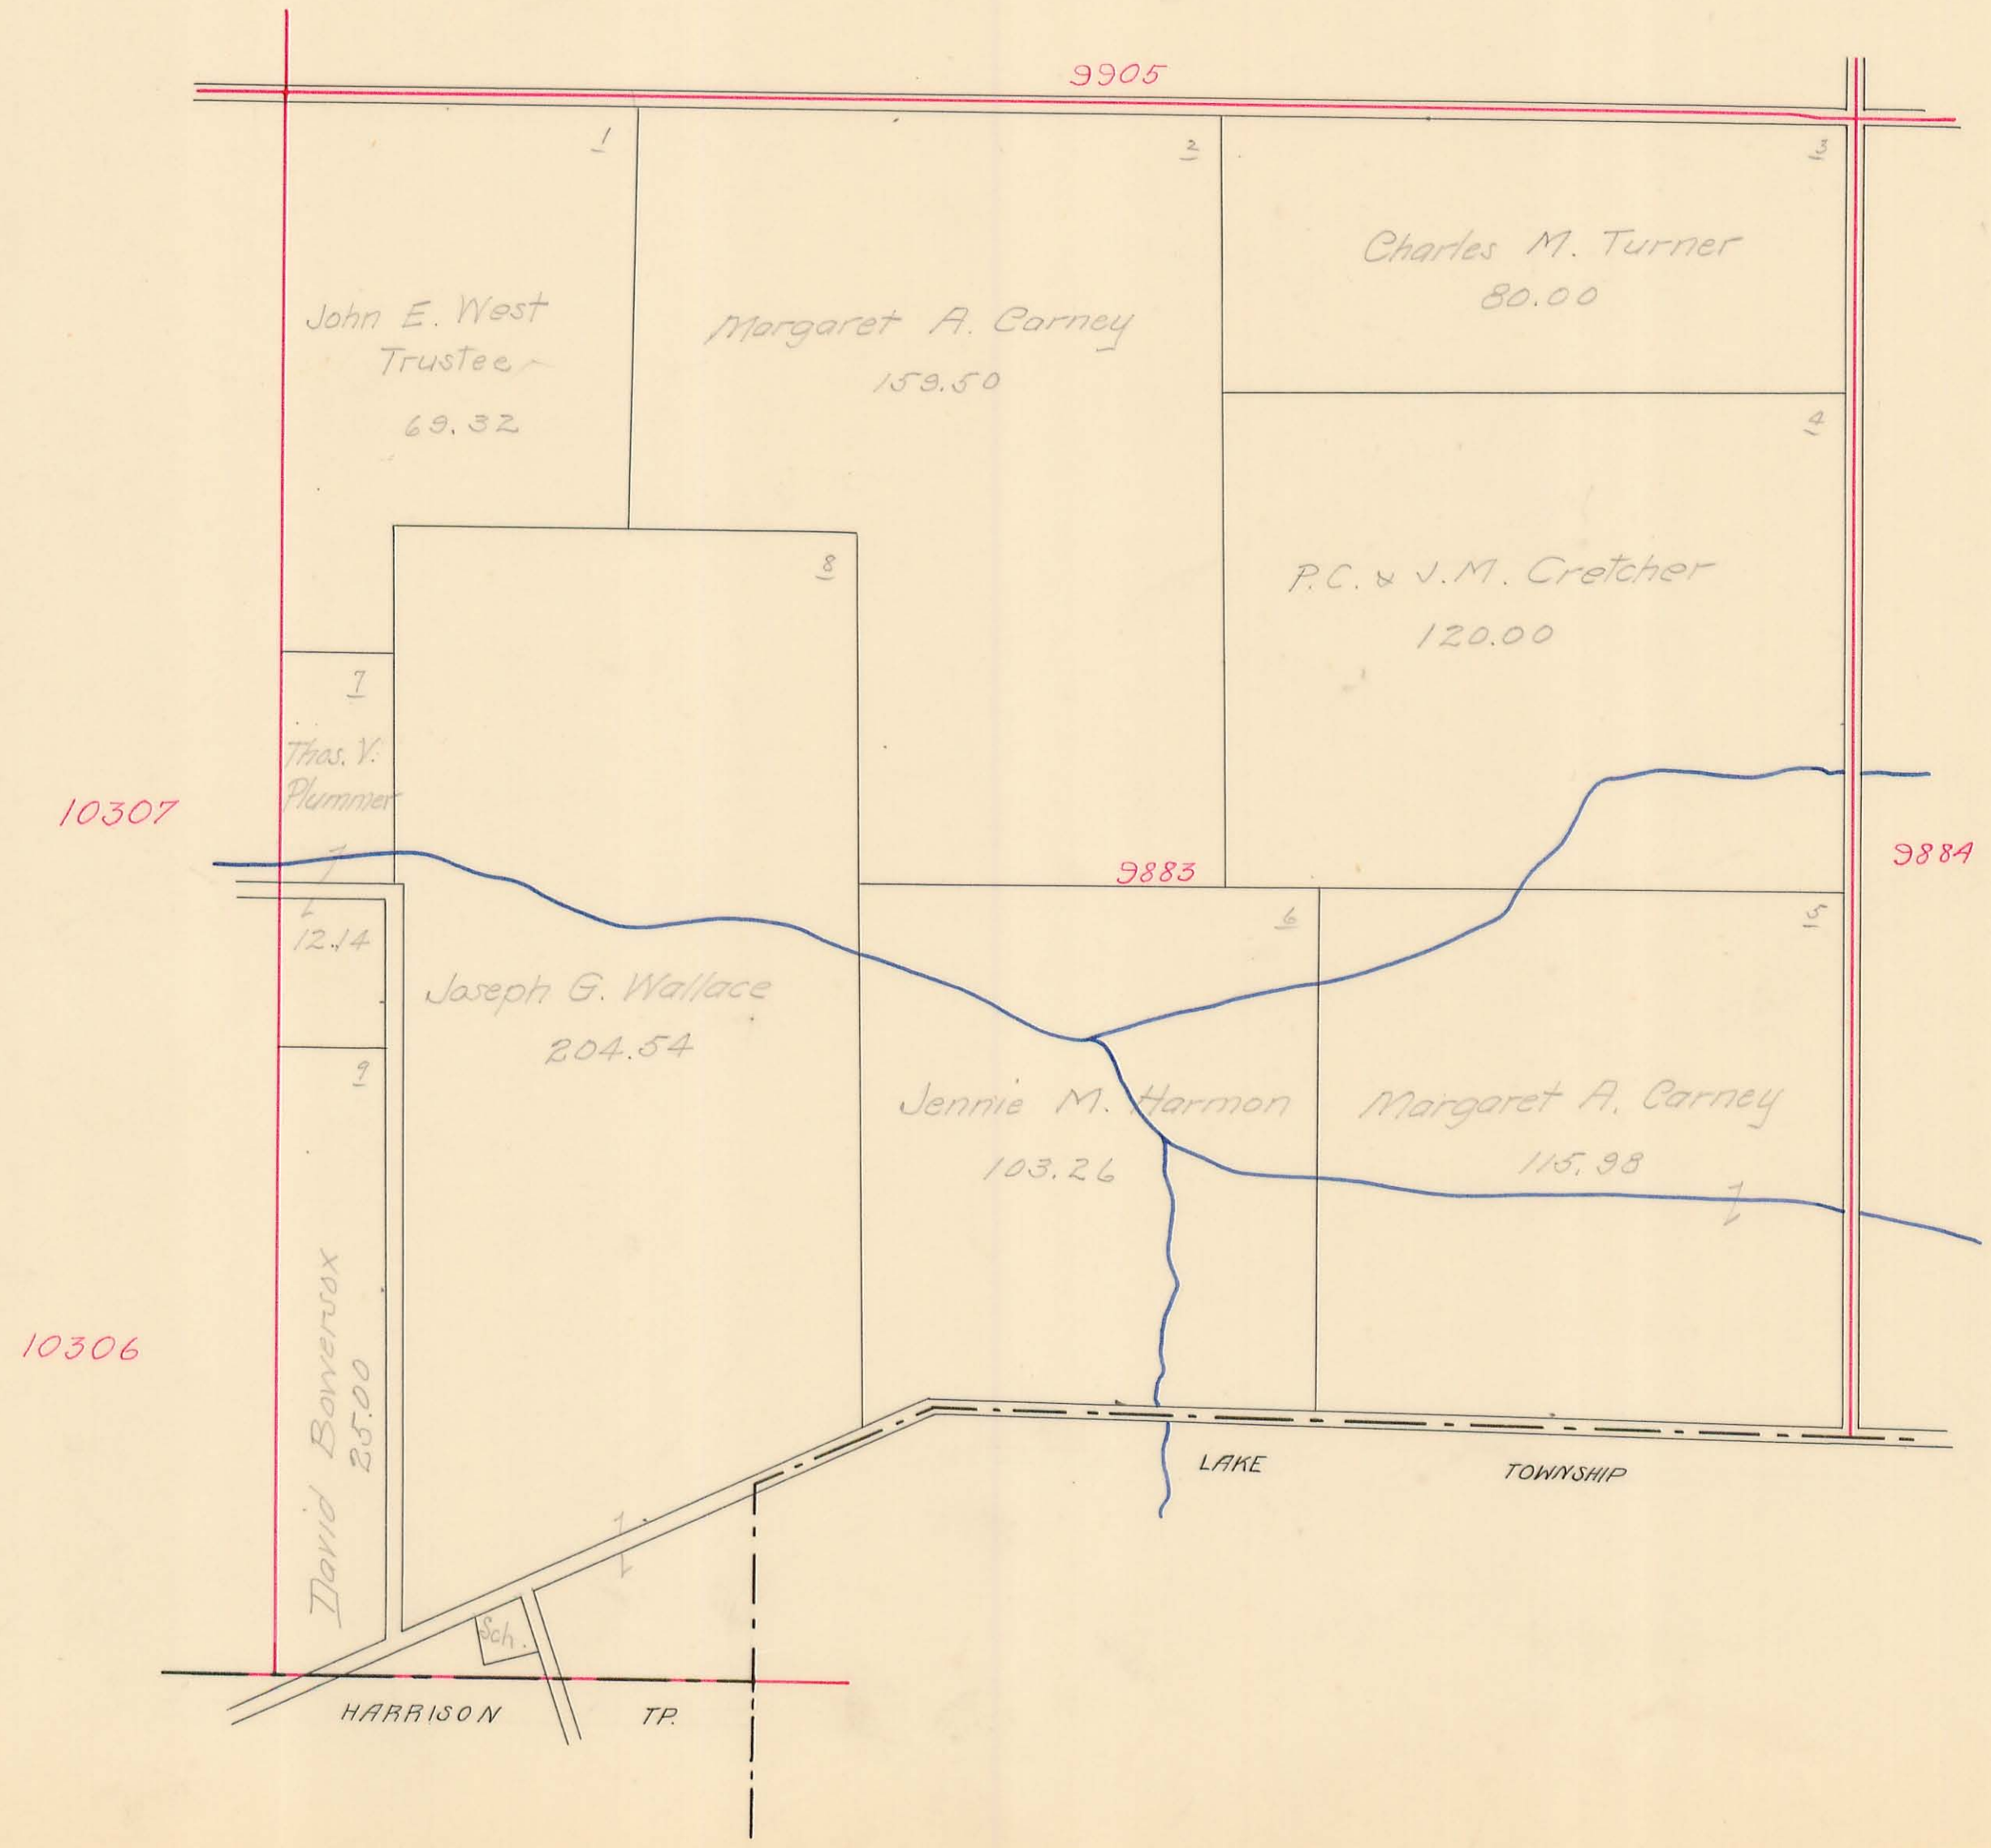 9905
1
2
3
Charles M. Turner
80.00
John E. West
Trustee
69.32
Margaret A. Carney
159.50
4
P.C. & J.M. Cretcher
120.00
8
7
Thos. V.
Plummer
12.14
10307
9883
9884
6
5
Joseph G. Wallace
204.54
9
Jennie M. Harmon
103.26
Margaret A. Carney
115.98
10306
David Bowersox
25.00
LAKE TOWNSHIP
Sch.
HARRISON TP.